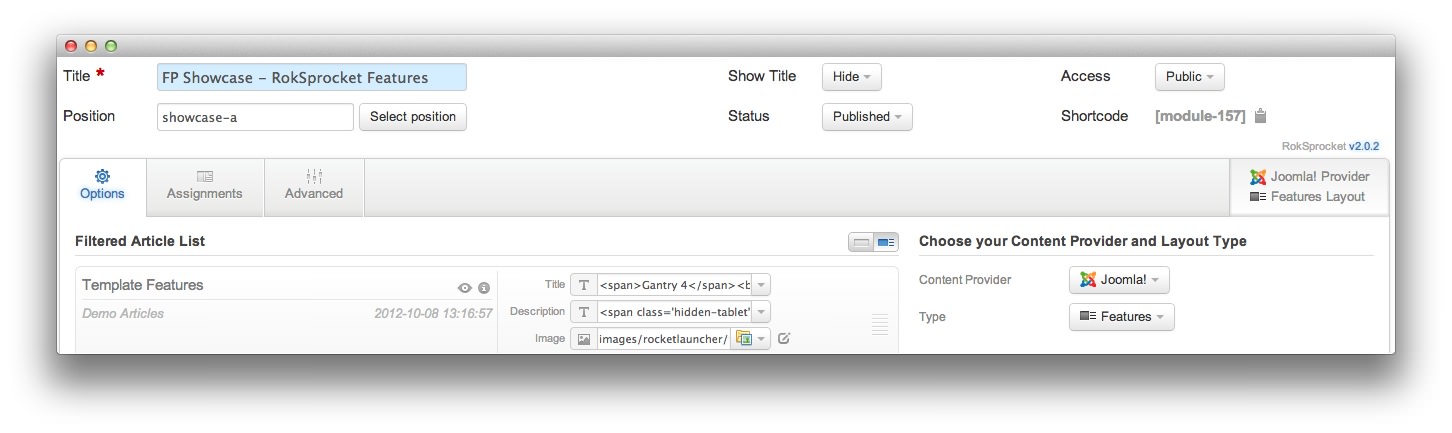 Title * FP Showcase – RokSprocket Features Show Title Hide Access Public
Position showcase-a Select position Status Published Shortcode [module-157]
RokSprocket v2.0.2
Options Assignments Advanced
Joomla! Provider
Features Layout
Filtered Article List
Template Features
Demo Articles 2012-10-08 13:16:57
Title T <span>Gantry 4</span><b
Description T <span class='hidden-tablet'
Image images/rocketlauncher/
Choose your Content Provider and Layout Type
Content Provider Joomla!
Type Features